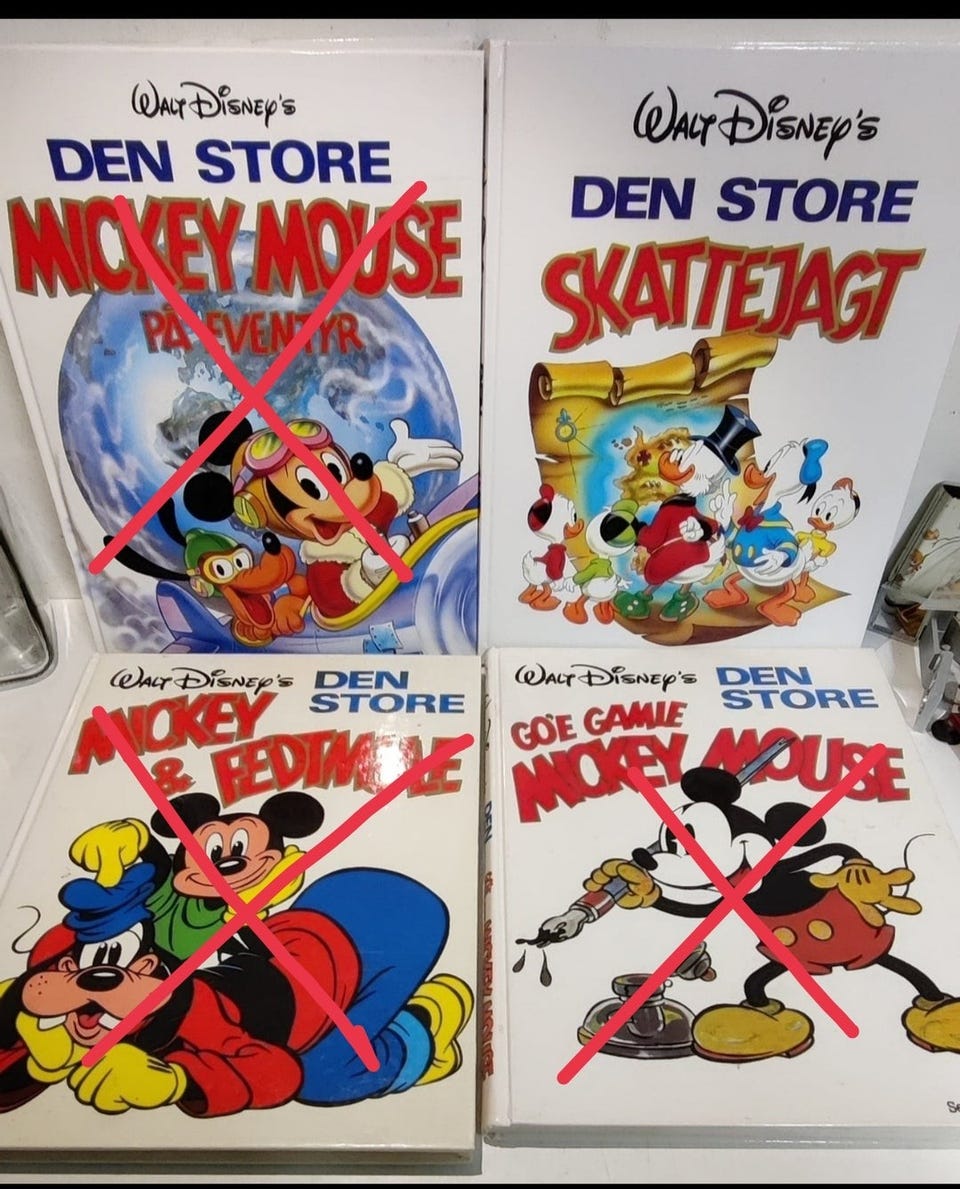 WALT DISNEY'S
DEN STORE
MICKEY MOUSE
PÅ EVENTYR
WALT DISNEY'S
DEN STORE
SKATTEJAGT
WALT DISNEY'S DEN
STORE
MICKEY
& FEDTMULE
WALT DISNEY'S DEN
STORE
GO'E GAMLE
MICKEY MOUSE
DEN